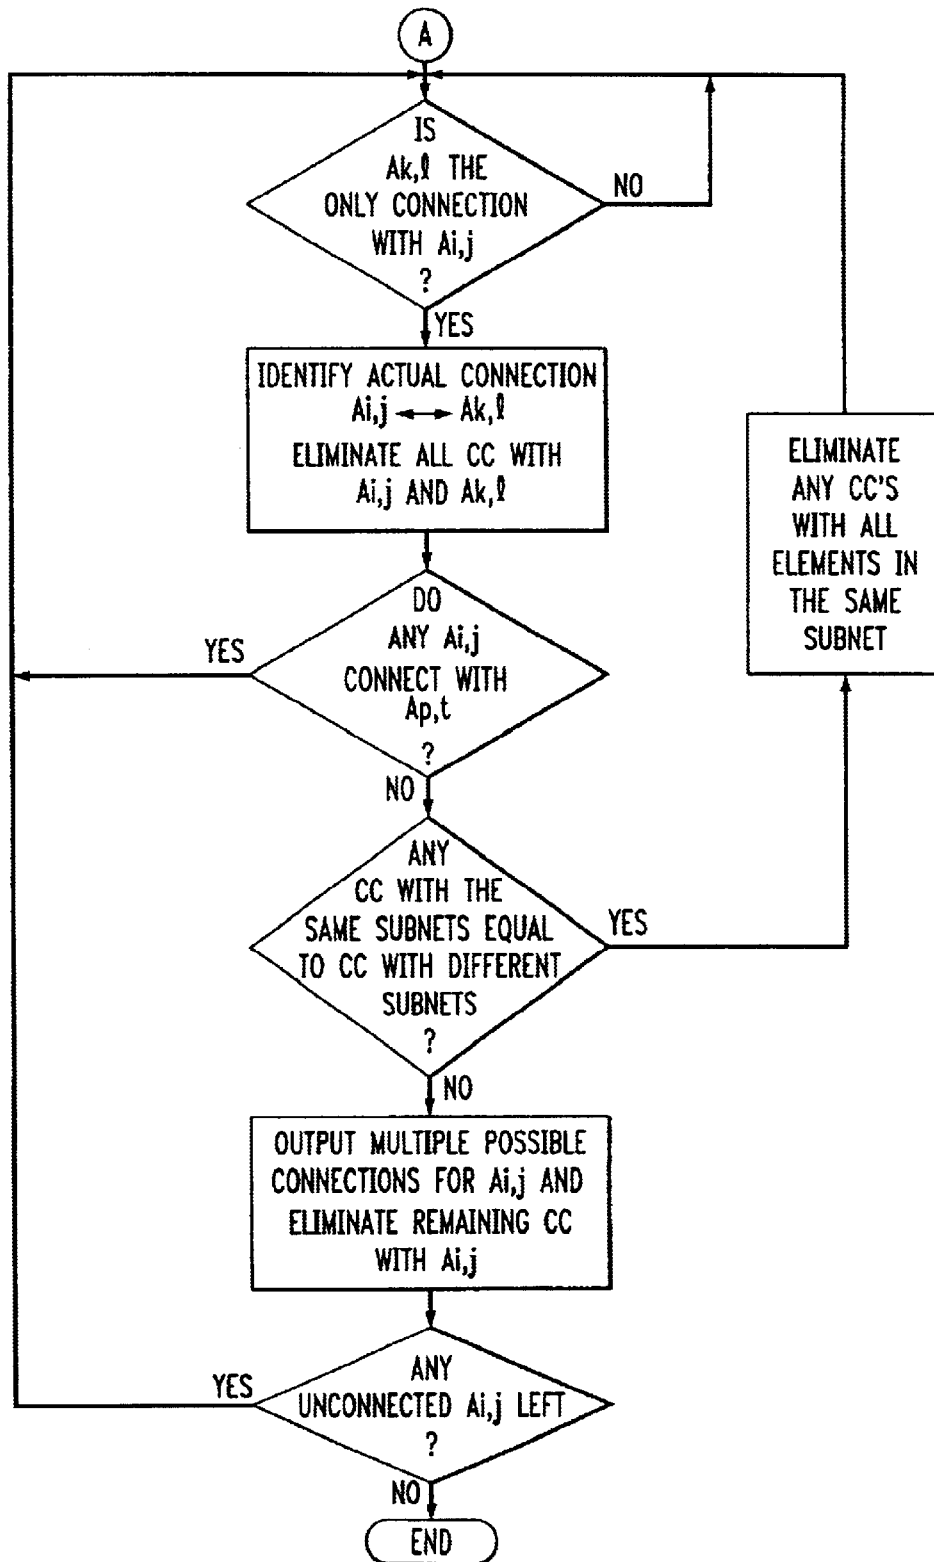 A
IS
Ak,ℓ THE
ONLY CONNECTION
WITH Ai,j
?
NO
YES
IDENTIFY ACTUAL CONNECTION
Ai,j ↔ Ak,ℓ
ELIMINATE ALL CC WITH
Ai,j AND Ak,ℓ
ELIMINATE
ANY CC'S
WITH ALL
ELEMENTS IN
THE SAME
SUBNET
DO
ANY Ai,j
CONNECT WITH
Ap,t
?
YES
NO
ANY
CC WITH THE
SAME SUBNETS EQUAL
TO CC WITH DIFFERENT
SUBNETS
?
YES
NO
OUTPUT MULTIPLE POSSIBLE
CONNECTIONS FOR Ai,j AND
ELIMINATE REMAINING CC
WITH Ai,j
ANY
UNCONNECTED Ai,j LEFT
?
YES
NO
END